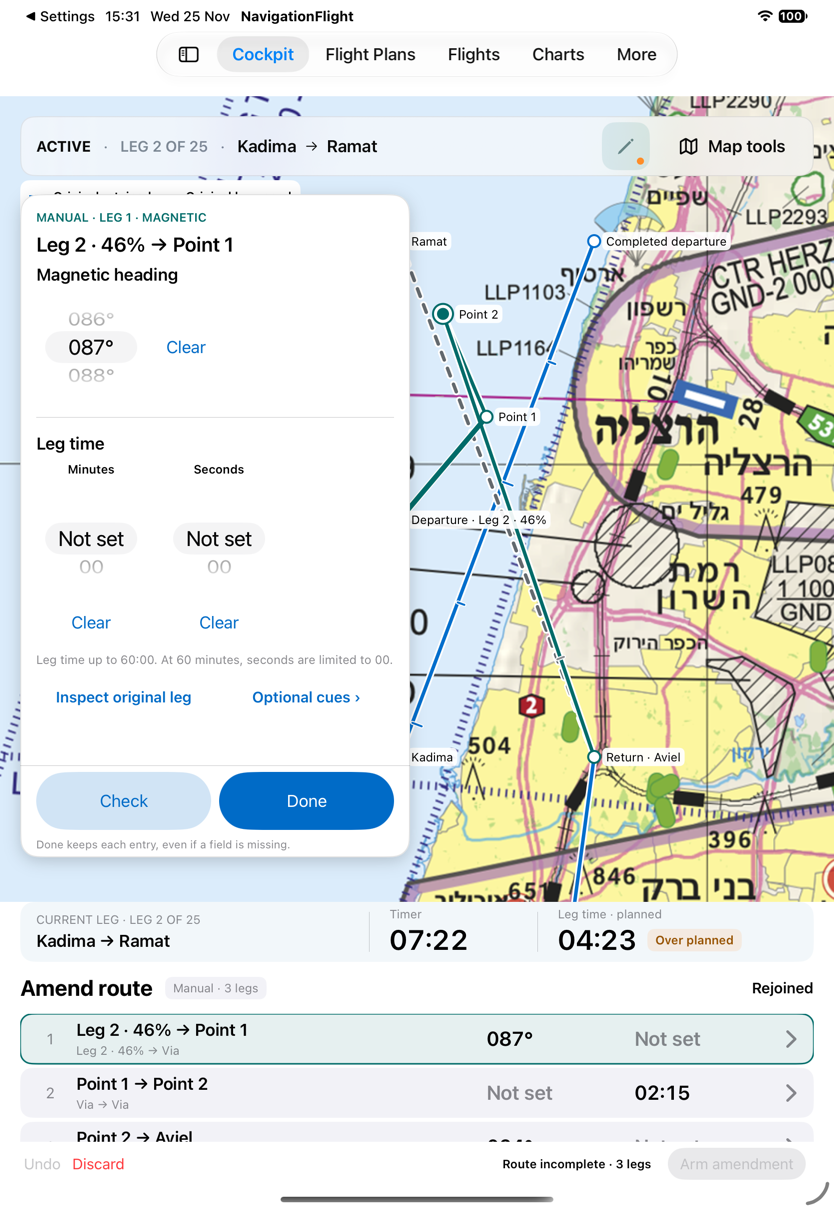 ◀ Settings 15:31 Wed 25 Nov NavigationFlight 100
Cockpit Flight Plans Flights Charts More
LLP2290
ACTIVE · LEG 2 OF 25 · Kadima → Ramat
Map tools
שפיים
LLP2293
MANUAL · LEG 1 · MAGNETIC
Leg 2 · 46% → Point 1
Magnetic heading
086°
087°
088°
Clear
Leg time
Minutes Seconds
Not set Not set
00 00
Clear Clear
Leg time up to 60:00. At 60 minutes, seconds are limited to 00.
Inspect original leg Optional cues ›
Check Done
Done keeps each entry, even if a field is missing.
Ramat
Completed departure
CTR HERZ
GND-2 000
ארסוף
LLP1103
רשפון
Point 2
LLP1164
כפר
שמריהו
10
28
53
Point 1
הרצליה
הרצליה
479
גליל ים
Departure · Leg 2 · 46%
רמת
השרון
LLP08
1 100
GND
הכפר הירוק
2
504
ירקון
Kadima
Return · Aviel
396
846
651
בני ברק
CURRENT LEG · LEG 2 OF 25
Kadima → Ramat
Timer
07:22
Leg time · planned
04:23 Over planned
Amend route Manual · 3 legs Rejoined
1 Leg 2 · 46% → Point 1 087° Not set
Leg 2 · 46% → Via
2 Point 1 → Point 2 Not set 02:15
Via → Via
Point 2 → Aviel
Undo Discard Route incomplete · 3 legs Arm amendment